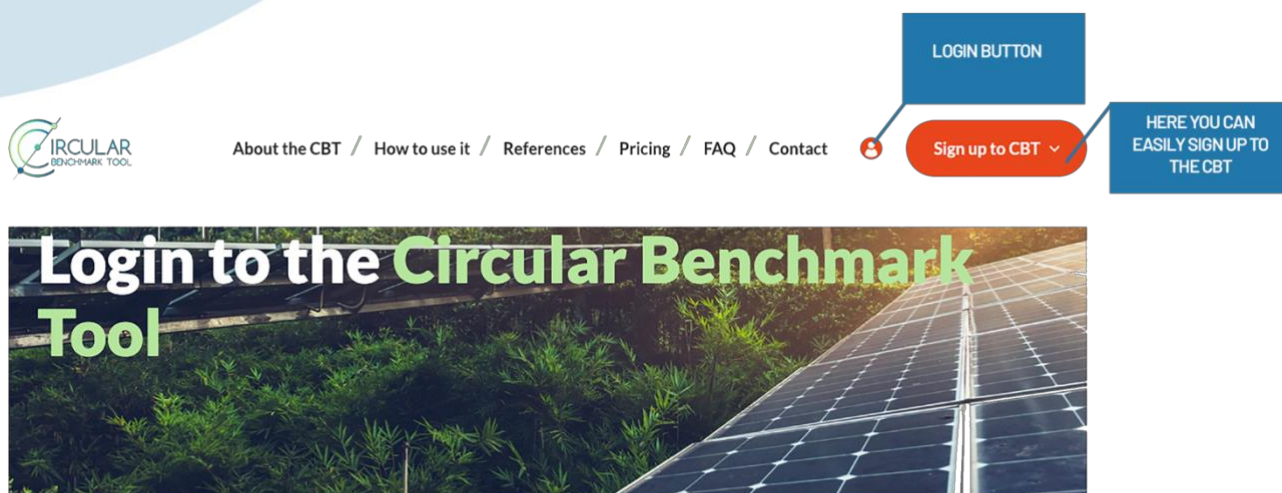 LOGIN BUTTON
HERE YOU CAN
EASILY SIGN UP TO
THE CBT
CIRCULAR
BENCHMARK TOOL
About the CBT / How to use it / References / Pricing / FAQ / Contact
Sign up to CBT
Login to the Circular Benchmark
Tool